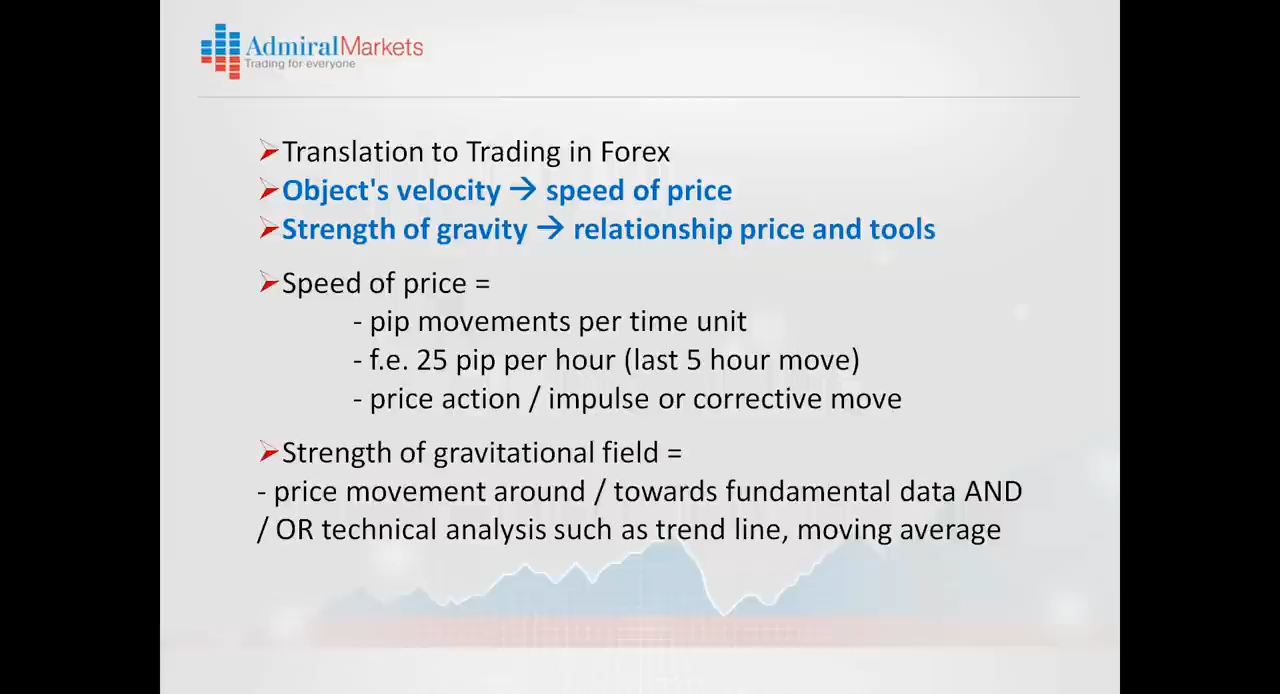 AdmiralMarkets
Trading for everyone
➢Translation to Trading in Forex
➢Object's velocity → speed of price
➢Strength of gravity → relationship price and tools
➢Speed of price =
- pip movements per time unit
- f.e. 25 pip per hour (last 5 hour move)
- price action / impulse or corrective move
➢Strength of gravitational field =
- price movement around / towards fundamental data AND
/ OR technical analysis such as trend line, moving average